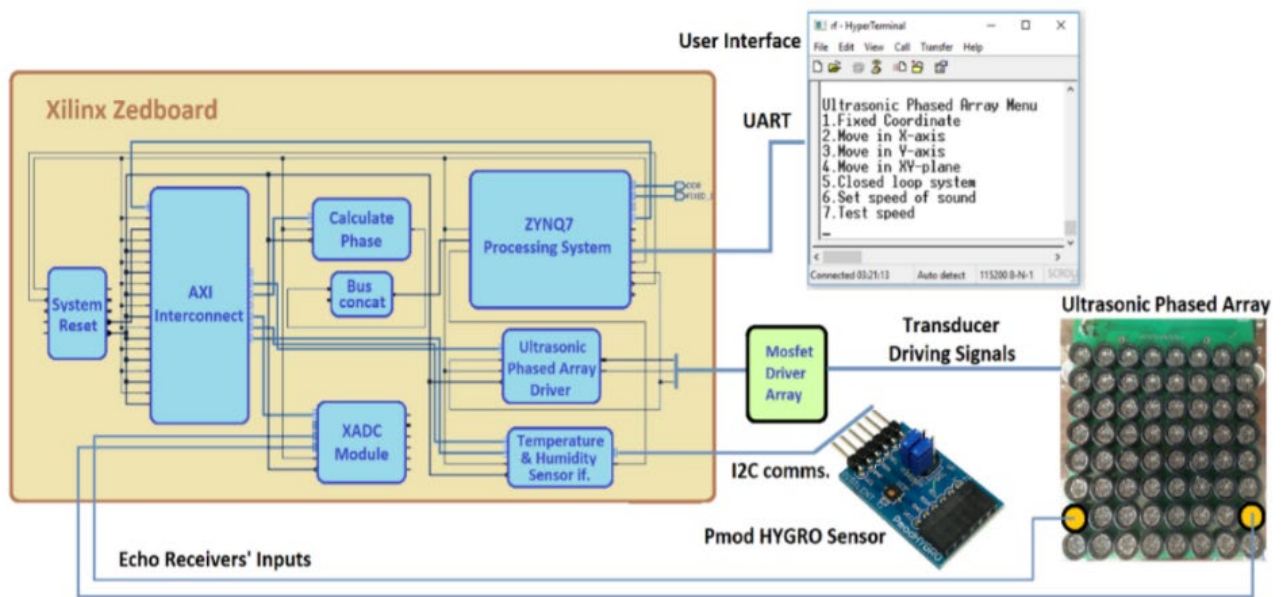 User Interface
rf - HyperTerminal
File Edit View Call Transfer Help
Ultrasonic Phased Array Menu
1.Fixed Coordinate
2.Move in X-axis
3.Move in Y-axis
4.Move in XY-plane
5.Closed loop system
6.Set speed of sound
7.Test speed
Connected 03:21:13 Auto detect 115200 8-N-1 SCROLL
Xilinx Zedboard
UART
Calculate
Phase
ZYNQ7
Processing System
DDR
FIXED_I
Bus
concat
AXI
Interconnect
System
Reset
Ultrasonic
Phased Array
Driver
XADC
Module
Temperature
& Humidity
Sensor if.
Mosfet
Driver
Array
Transducer
Driving Signals
Ultrasonic Phased Array
I2C comms.
PmodHYGRO
Pmod HYGRO Sensor
Echo Receivers' Inputs